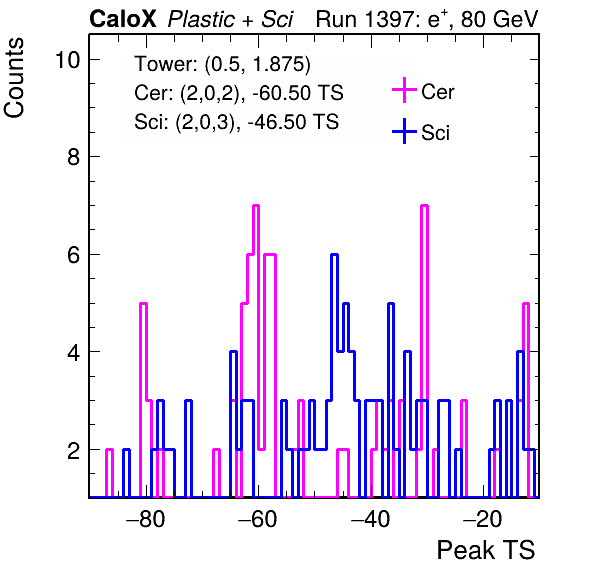 CaloX Plastic + Sci Run 1397: e+, 80 GeV
Counts
Tower: (0.5, 1.875)
Cer: (2,0,2), -60.50 TS
Sci: (2,0,3), -46.50 TS
Cer
Sci
10
8
6
4
2
−80 −60 −40 −20
Peak TS